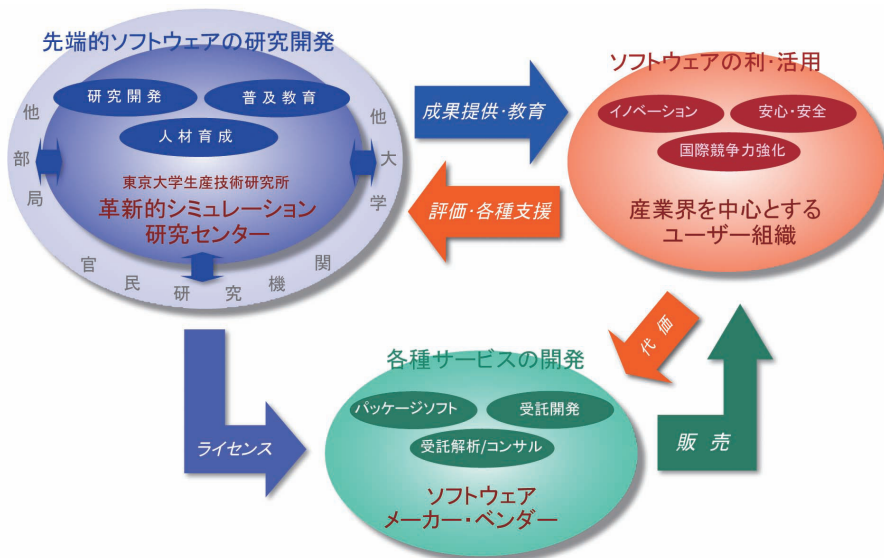 先端的ソフトウェアの研究開発
研究開発
普及教育
人材育成
東京大学生産技術研究所
革新的シミュレーション
研究センター
他部局
他大学
官民研究機関
成果提供・教育
評価・各種支援
ソフトウェアの利・活用
イノベーション
安心・安全
国際競争力強化
産業界を中心とする
ユーザー組織
代価
販売
ライセンス
各種サービスの開発
パッケージソフト
受託開発
受託解析/コンサル
ソフトウェア
メーカー・ベンダー